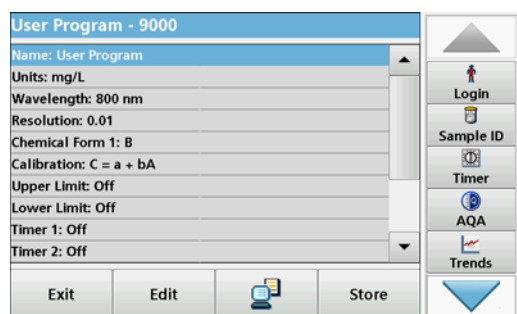 User Program - 9000
Name: User Program
Units: mg/L
Wavelength: 800 nm
Resolution: 0.01
Chemical Form 1: B
Calibration: C = a + bA
Upper Limit: Off
Lower Limit: Off
Timer 1: Off
Timer 2: Off
Exit
Edit
Store
Login
Sample ID
Timer
AQA
Trends